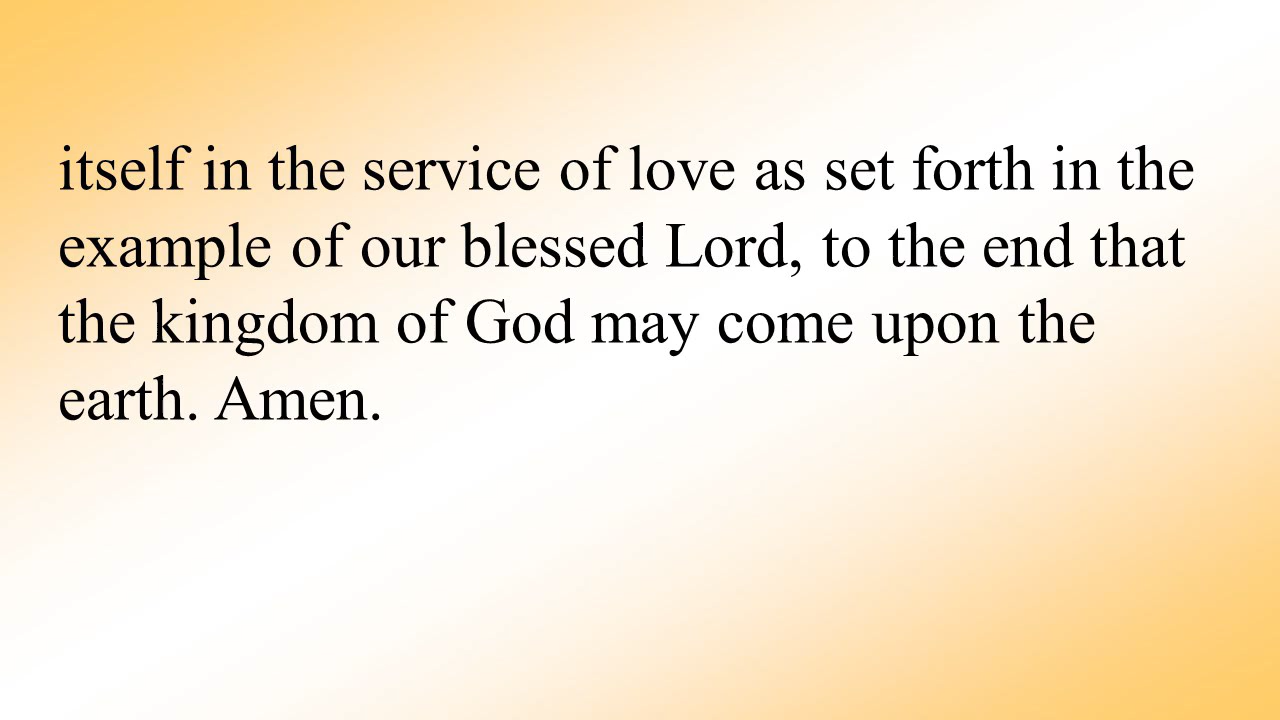 itself in the service of love as set forth in the
example of our blessed Lord, to the end that
the kingdom of God may come upon the
earth. Amen.